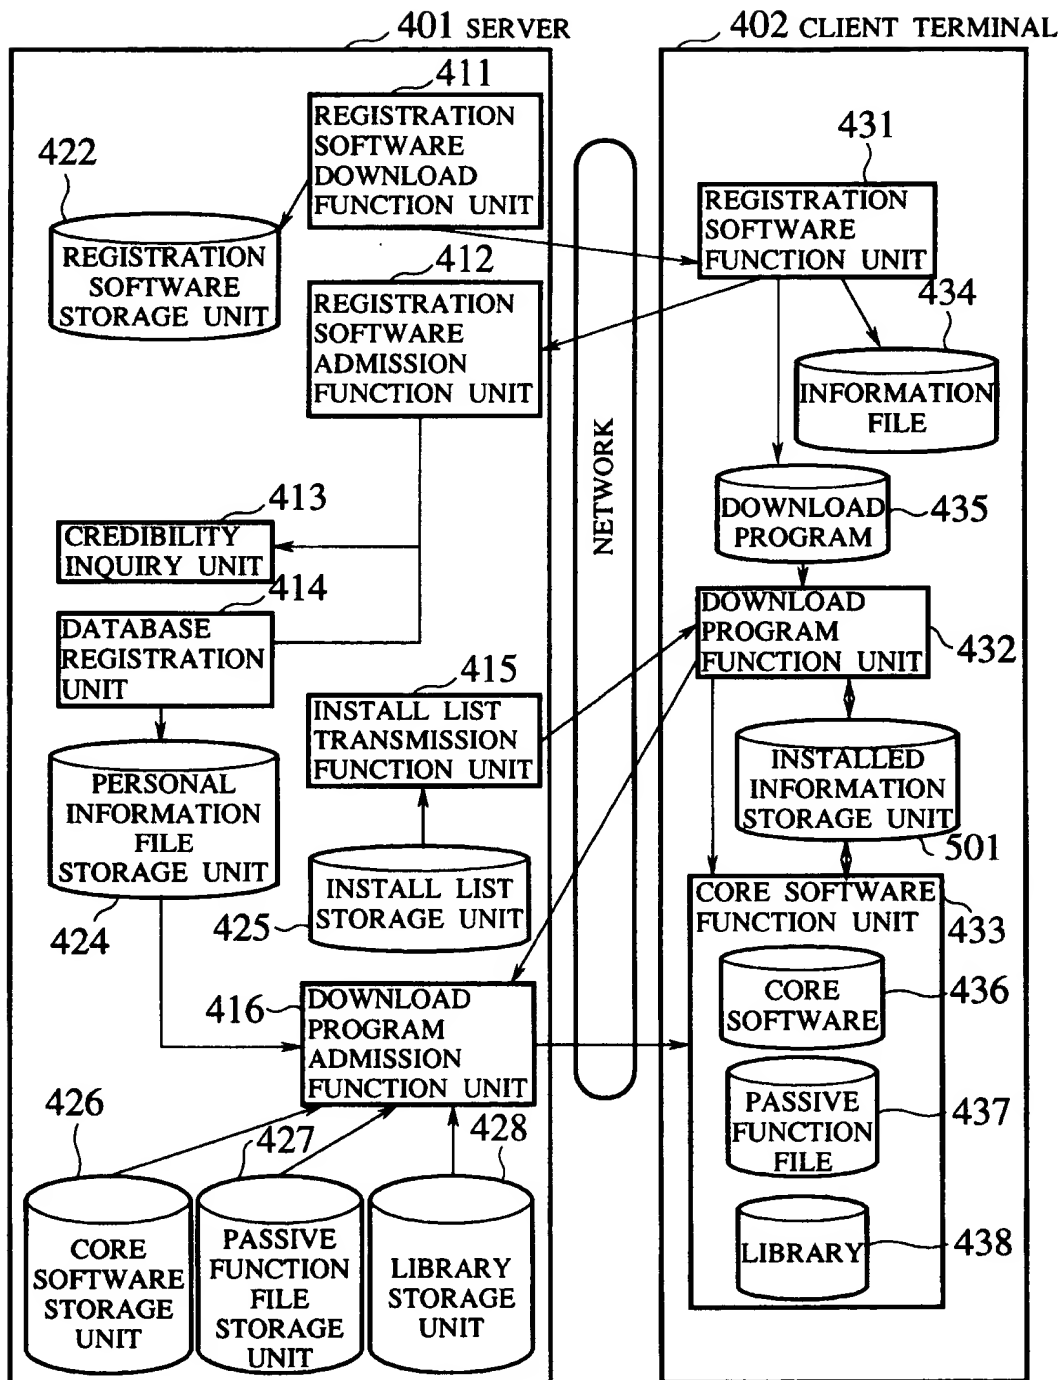 401 SERVER
402 CLIENT TERMINAL
411
REGISTRATION
SOFTWARE
DOWNLOAD
FUNCTION UNIT
422
REGISTRATION
SOFTWARE
STORAGE UNIT
412
REGISTRATION
SOFTWARE
ADMISSION
FUNCTION UNIT
413
CREDIBILITY
INQUIRY UNIT
414
DATABASE
REGISTRATION
UNIT
415
INSTALL LIST
TRANSMISSION
FUNCTION UNIT
PERSONAL
INFORMATION
FILE
STORAGE UNIT
424
INSTALL LIST
STORAGE UNIT
425
416
DOWNLOAD
PROGRAM
ADMISSION
FUNCTION UNIT
426
CORE
SOFTWARE
STORAGE
UNIT
427
PASSIVE
FUNCTION
FILE
STORAGE
UNIT
428
LIBRARY
STORAGE
UNIT
NETWORK
431
REGISTRATION
SOFTWARE
FUNCTION UNIT
434
INFORMATION
FILE
DOWNLOAD
PROGRAM
435
DOWNLOAD
PROGRAM
FUNCTION UNIT
432
INSTALLED
INFORMATION
STORAGE UNIT
501
CORE SOFTWARE
FUNCTION UNIT
433
CORE
SOFTWARE
436
PASSIVE
FUNCTION
FILE
437
LIBRARY
438